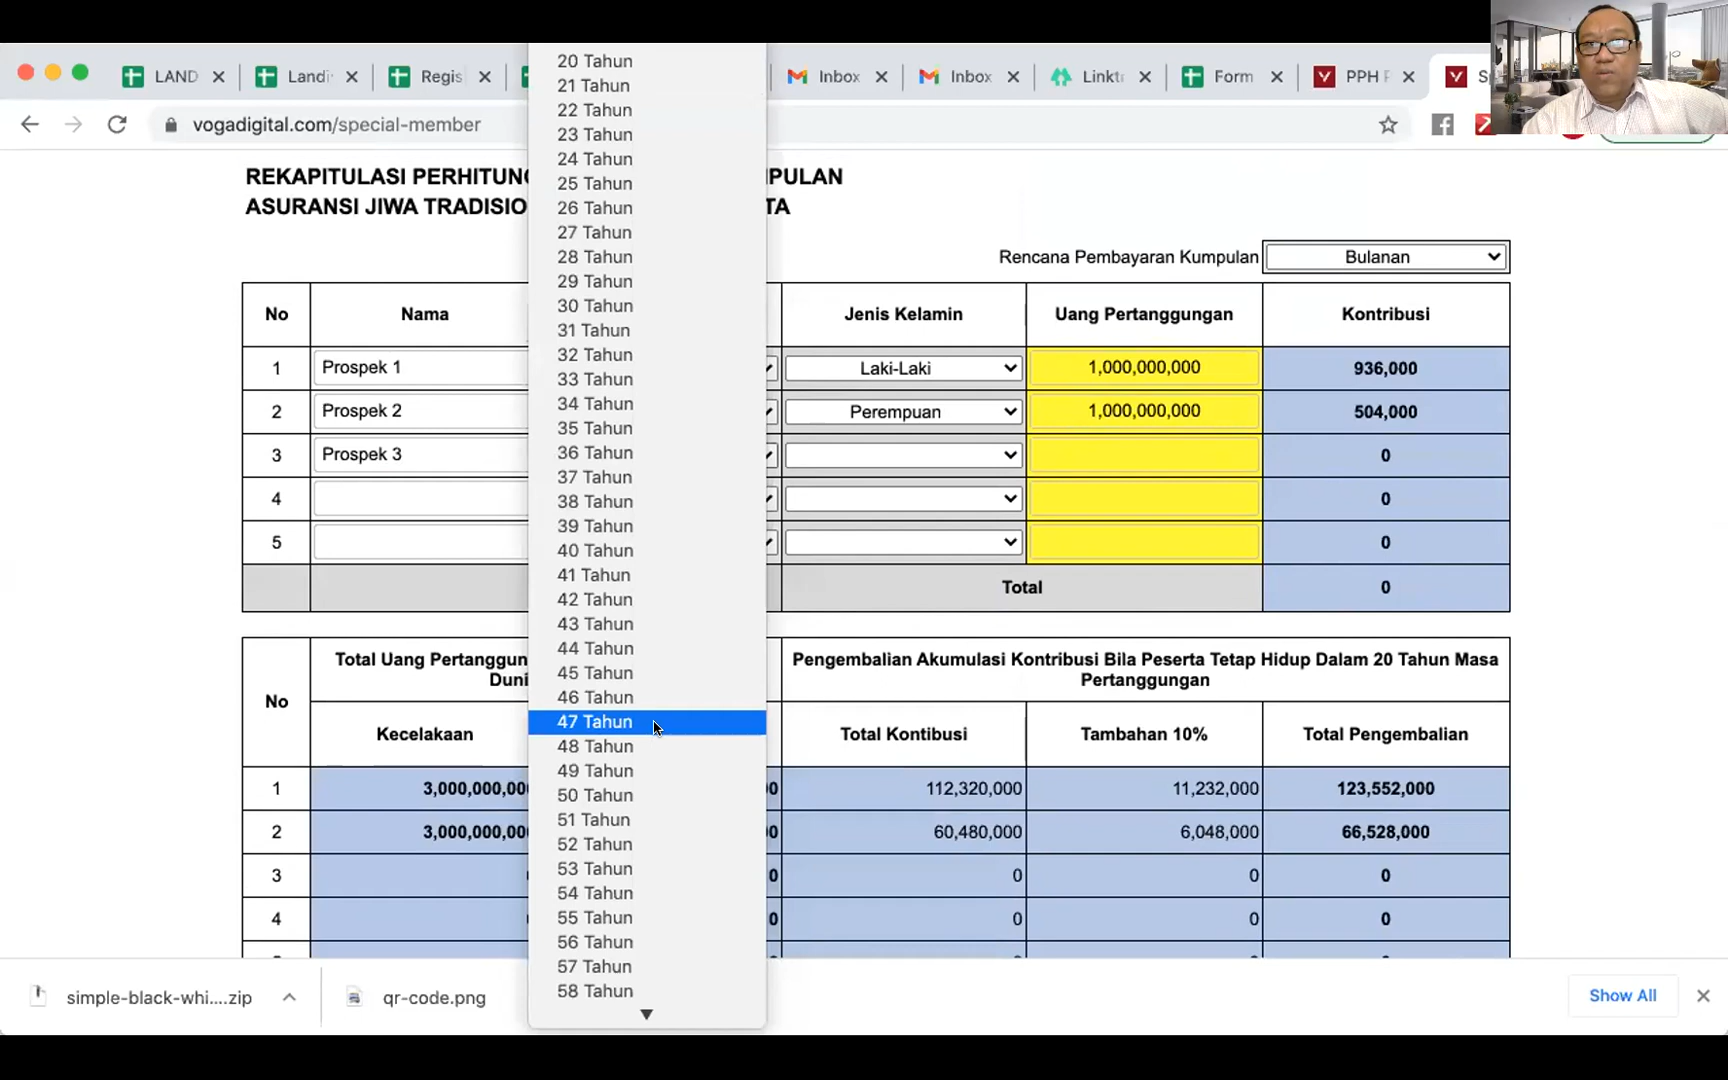 LAND
Landi
Regis
Inbox
Inbox
Linktr
Form
PPH P
vogadigital.com/special-member
20 Tahun
21 Tahun
22 Tahun
23 Tahun
24 Tahun
25 Tahun
26 Tahun
27 Tahun
28 Tahun
29 Tahun
30 Tahun
31 Tahun
32 Tahun
33 Tahun
34 Tahun
35 Tahun
36 Tahun
37 Tahun
38 Tahun
39 Tahun
40 Tahun
41 Tahun
42 Tahun
43 Tahun
44 Tahun
45 Tahun
46 Tahun
47 Tahun
48 Tahun
49 Tahun
50 Tahun
51 Tahun
52 Tahun
53 Tahun
54 Tahun
55 Tahun
56 Tahun
57 Tahun
58 Tahun
REKAPITULASI PERHITUNG PULAN
ASURANSI JIWA TRADISIO TA
Rencana Pembayaran Kumpulan Bulanan
No Nama Jenis Kelamin Uang Pertanggungan Kontribusi
1 Prospek 1 Laki-Laki 1,000,000,000 936,000
2 Prospek 2 Perempuan 1,000,000,000 504,000
3 Prospek 3 0
4 0
5 0
Total 0
No
Total Uang Pertanggun
Duni
Pengembalian Akumulasi Kontribusi Bila Peserta Tetap Hidup Dalam 20 Tahun Masa
Pertanggungan
Kecelakaan Total Kontibusi Tambahan 10% Total Pengembalian
1 3,000,000,00 00 112,320,000 11,232,000 123,552,000
2 3,000,000,00 00 60,480,000 6,048,000 66,528,000
3 0 0 0 0
4 0 0 0 0
simple-black-whi....zip
qr-code.png
Show All